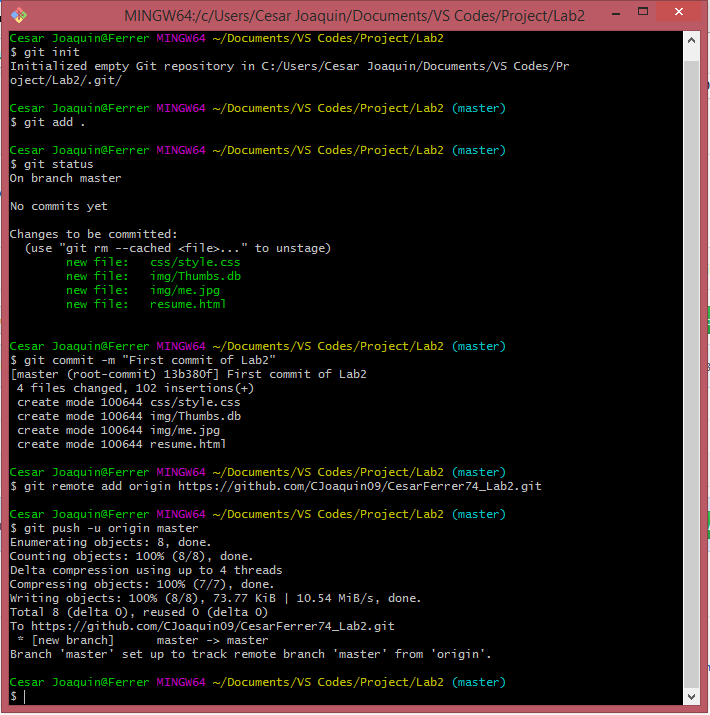 MINGW64:/c/Users/Cesar Joaquin/Documents/VS Codes/Project/Lab2
Cesar Joaquin@Ferrer MINGW64 ~/Documents/VS Codes/Project/Lab2
$ git init
Initialized empty Git repository in C:/Users/Cesar Joaquin/Documents/VS Codes/Pr
oject/Lab2/.git/
Cesar Joaquin@Ferrer MINGW64 ~/Documents/VS Codes/Project/Lab2 (master)
$ git add .
Cesar Joaquin@Ferrer MINGW64 ~/Documents/VS Codes/Project/Lab2 (master)
$ git status
On branch master
No commits yet
Changes to be committed:
  (use "git rm --cached <file>..." to unstage)
        new file:   css/style.css
        new file:   img/Thumbs.db
        new file:   img/me.jpg
        new file:   resume.html
Cesar Joaquin@Ferrer MINGW64 ~/Documents/VS Codes/Project/Lab2 (master)
$ git commit -m "First commit of Lab2"
[master (root-commit) 13b380f] First commit of Lab2
 4 files changed, 102 insertions(+)
 create mode 100644 css/style.css
 create mode 100644 img/Thumbs.db
 create mode 100644 img/me.jpg
 create mode 100644 resume.html
Cesar Joaquin@Ferrer MINGW64 ~/Documents/VS Codes/Project/Lab2 (master)
$ git remote add origin https://github.com/CJoaquin09/CesarFerrer74_Lab2.git
Cesar Joaquin@Ferrer MINGW64 ~/Documents/VS Codes/Project/Lab2 (master)
$ git push -u origin master
Enumerating objects: 8, done.
Counting objects: 100% (8/8), done.
Delta compression using up to 4 threads
Compressing objects: 100% (7/7), done.
Writing objects: 100% (8/8), 73.77 KiB | 10.54 MiB/s, done.
Total 8 (delta 0), reused 0 (delta 0)
To https://github.com/CJoaquin09/CesarFerrer74_Lab2.git
 * [new branch]      master -> master
Branch 'master' set up to track remote branch 'master' from 'origin'.
Cesar Joaquin@Ferrer MINGW64 ~/Documents/VS Codes/Project/Lab2 (master)
$